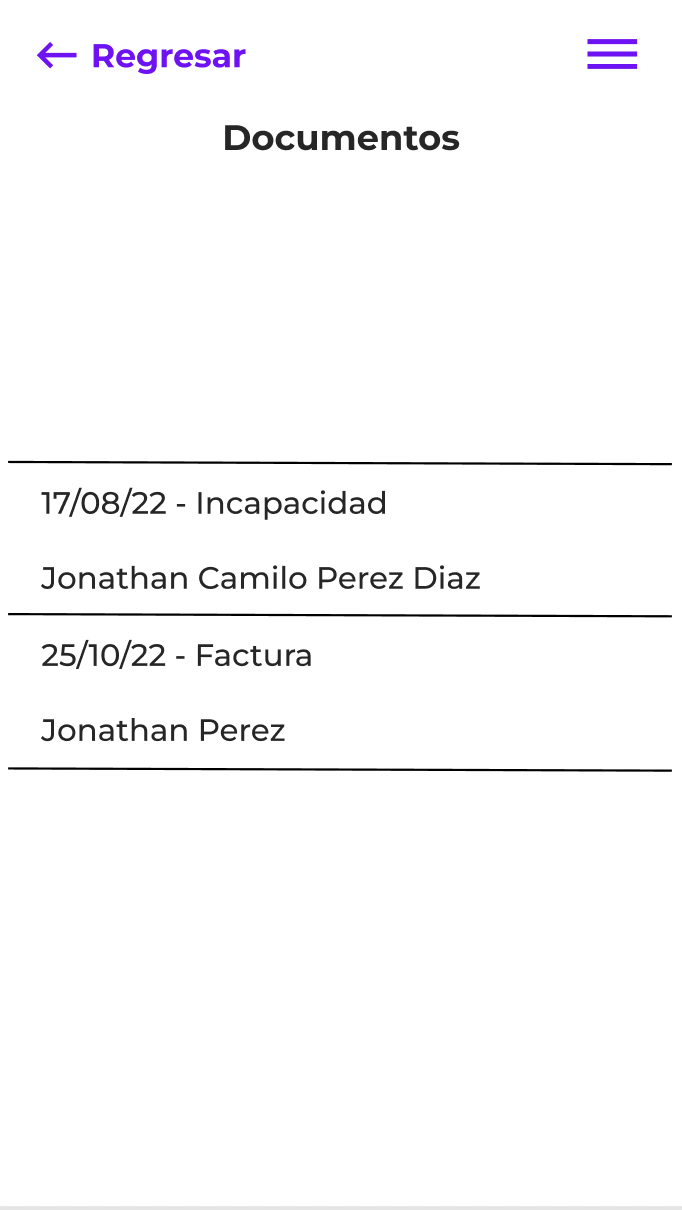 Regresar
Documentos
17/08/22 - Incapacidad
Jonathan Camilo Perez Diaz
25/10/22 - Factura
Jonathan Perez